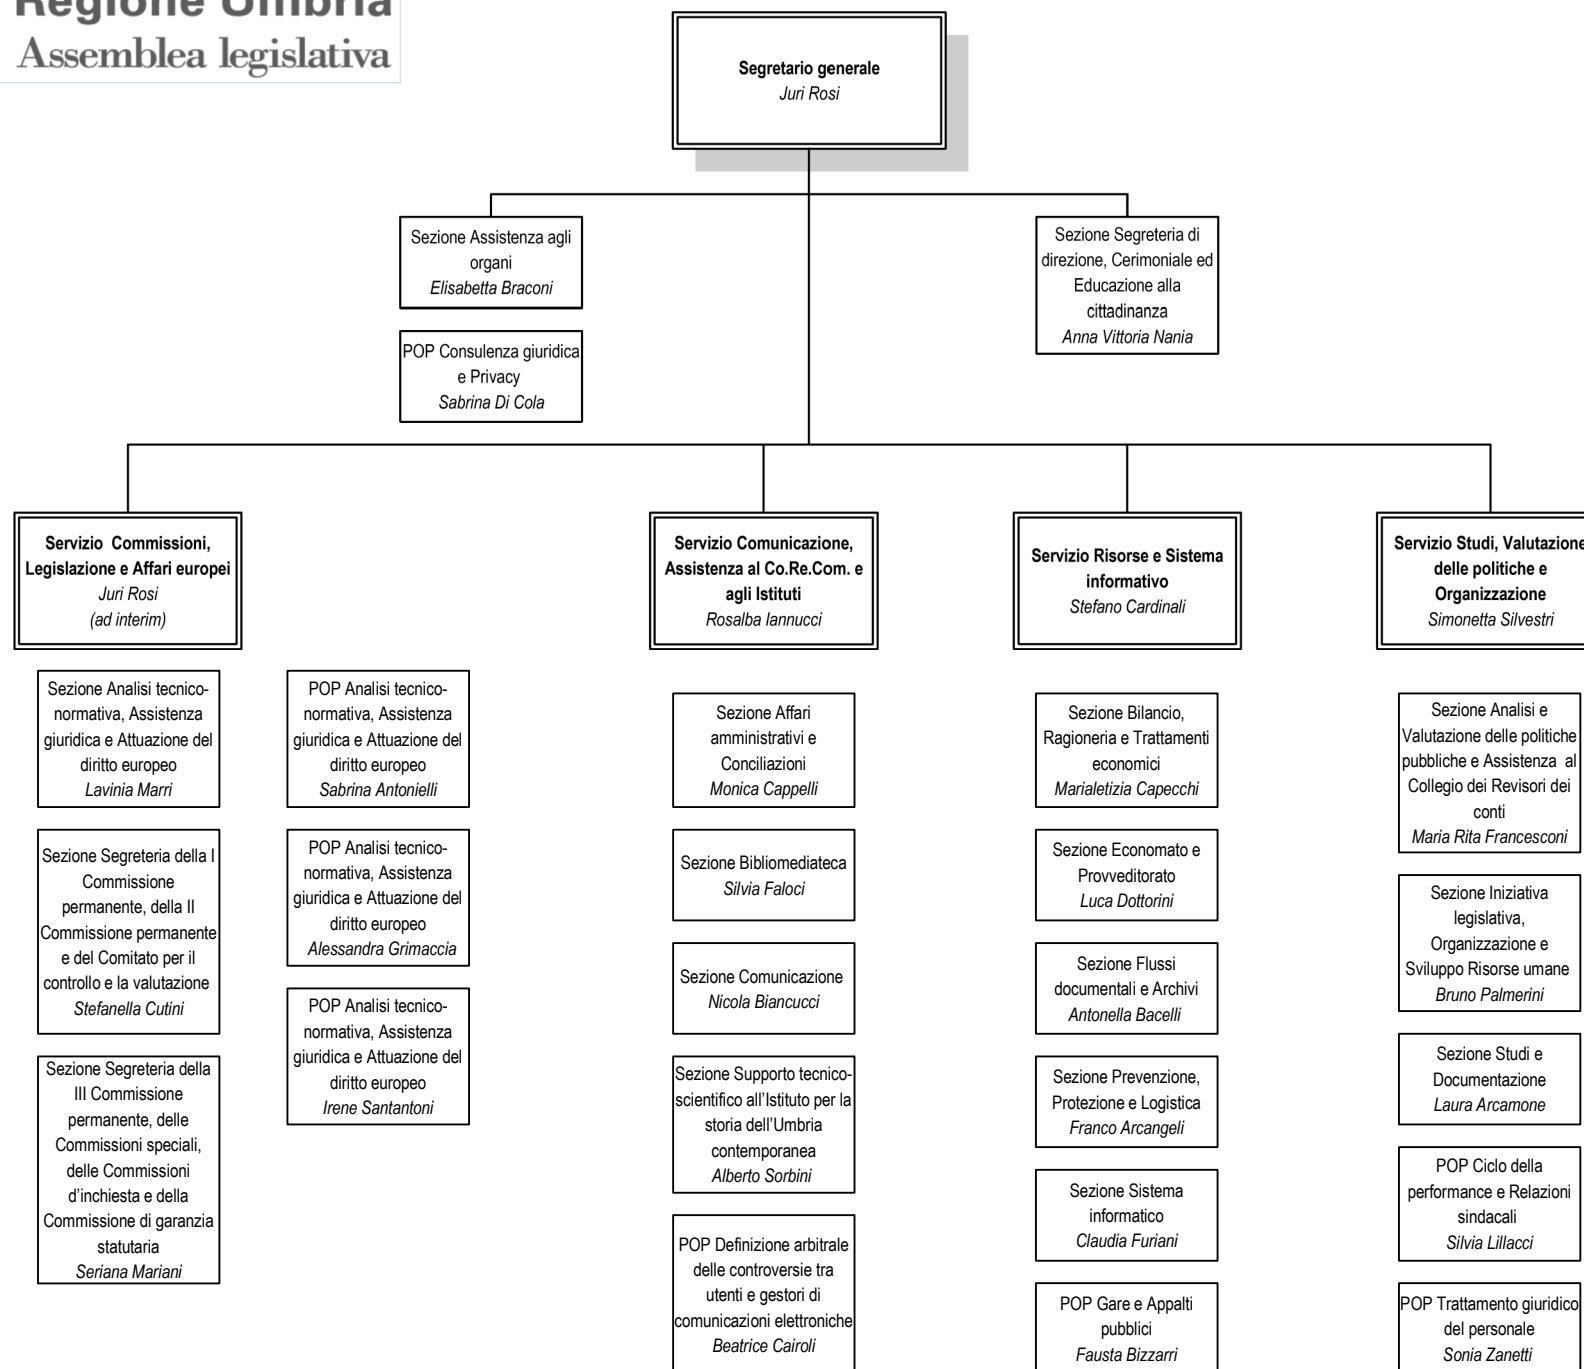 Regione Umbria
Assemblea legislativa
Segretario generale
Juri Rosi
Sezione Assistenza agli
organi
Elisabetta Braconi
POP Consulenza giuridica
e Privacy
Sabrina Di Cola
Sezione Segreteria di
direzione, Cerimoniale ed
Educazione alla
cittadinanza
Anna Vittoria Nania
Servizio Commissioni,
Legislazione e Affari europei
Juri Rosi
(ad interim)
Sezione Analisi tecnico-
normativa, Assistenza
giuridica e Attuazione del
diritto europeo
Lavinia Marri
Sezione Segreteria della I
Commissione
permanente, della II
Commissione permanente
e del Comitato per il
controllo e la valutazione
Stefanella Cutini
Sezione Segreteria della
III Commissione
permanente, delle
Commissioni speciali,
delle Commissioni
d'inchiesta e della
Commissione di garanzia
statutaria
Seriana Mariani
POP Analisi tecnico-
normativa, Assistenza
giuridica e Attuazione del
diritto europeo
Sabrina Antonielli
POP Analisi tecnico-
normativa, Assistenza
giuridica e Attuazione del
diritto europeo
Alessandra Grimaccia
POP Analisi tecnico-
normativa, Assistenza
giuridica e Attuazione del
diritto europeo
Irene Santantoni
Servizio Comunicazione,
Assistenza al Co.Re.Com. e
agli Istituti
Rosalba Iannucci
Sezione Affari
amministrativi e
Conciliazioni
Monica Cappelli
Sezione Bibliomediateca
Silvia Faloci
Sezione Comunicazione
Nicola Biancucci
Sezione Supporto tecnico-
scientifico all'Istituto per la
storia dell'Umbria
contemporanea
Alberto Sorbini
POP Definizione arbitrale
delle controversie tra
utenti e gestori di
comunicazioni elettroniche
Beatrice Cairoli
Servizio Risorse e Sistema
informativo
Stefano Cardinali
Sezione Bilancio,
Ragioneria e Trattamenti
economici
Marialetizia Capecchi
Sezione Economato e
Provveditorato
Luca Dottorini
Sezione Flussi
documentali e Archivi
Antonella Bacelli
Sezione Prevenzione,
Protezione e Logistica
Franco Arcangeli
Sezione Sistema
informatico
Claudia Furiani
POP Gare e Appalti
pubblici
Fausta Bizzarri
Servizio Studi, Valutazione
delle politiche e
Organizzazione
Simonetta Silvestri
Sezione Analisi e
Valutazione delle politiche
pubbliche e Assistenza al
Collegio dei Revisori dei
conti
Maria Rita Francesconi
Sezione Iniziativa
legislativa,
Organizzazione e
Sviluppo Risorse umane
Bruno Palmerini
Sezione Studi e
Documentazione
Laura Arcamone
POP Ciclo della
performance e Relazioni
sindacali
Silvia Lillacci
POP Trattamento giuridico
del personale
Sonia Zanetti